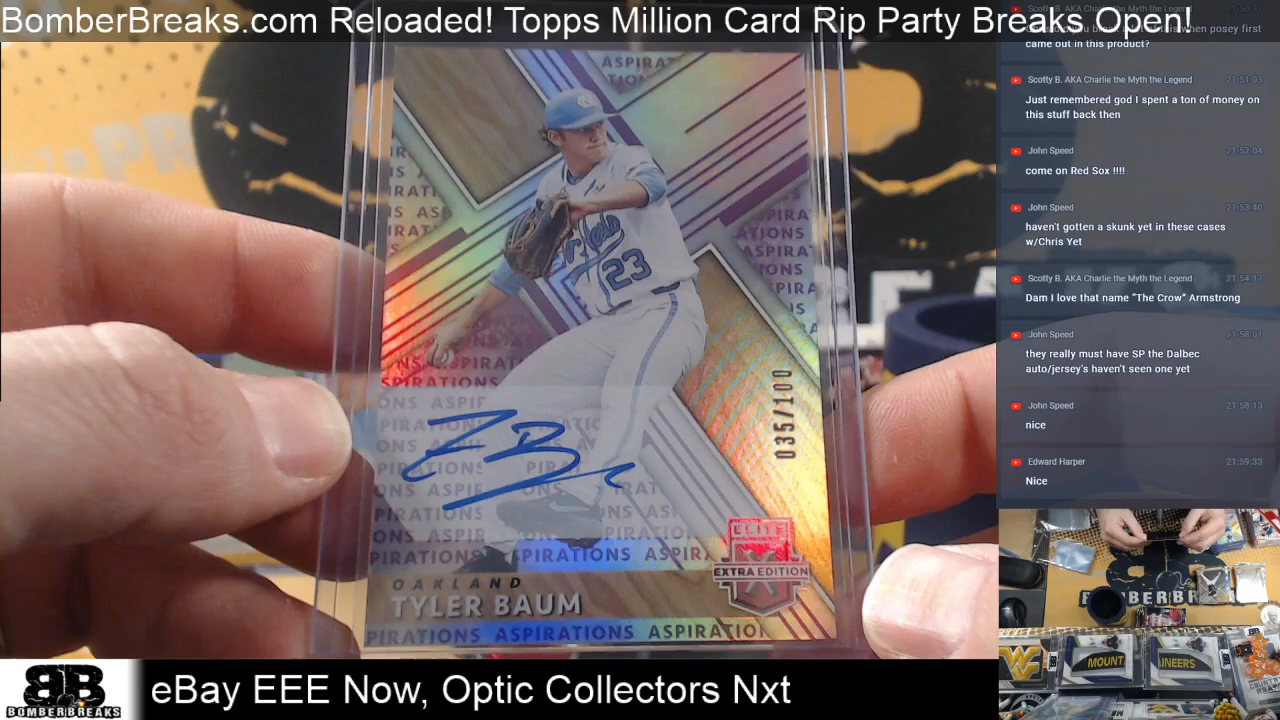 BomberBreaks.com Reloaded! Topps Million Card Rip Party Breaks Open!
came out in this product?
Scotty B. AKA Charlie the Myth the Legend 21:51:03
Just remembered god I spent a ton of money on
this stuff back then
John Speed 21:52:04
come on Red Sox !!!!
John Speed 21:53:40
haven't gotten a skunk yet in these cases
w/Chris Yet
Scotty B. AKA Charlie the Myth the Legend 21:54:17
Dam I love that name "The Crow" Armstrong
John Speed 21:58:01
they really must have SP the Dalbec
auto/jersey's haven't seen one yet
John Speed 21:58:13
nice
Edward Harper 21:59:33
Nice
23
035/100
ELITE
EXTRA EDITION
OAKLAND
TYLER BAUM
PIRATIONS ASPIRATIONS ASPIRATION
MOUNT
AINEERS
BB
BOMBERBREAKS
eBay EEE Now, Optic Collectors Nxt